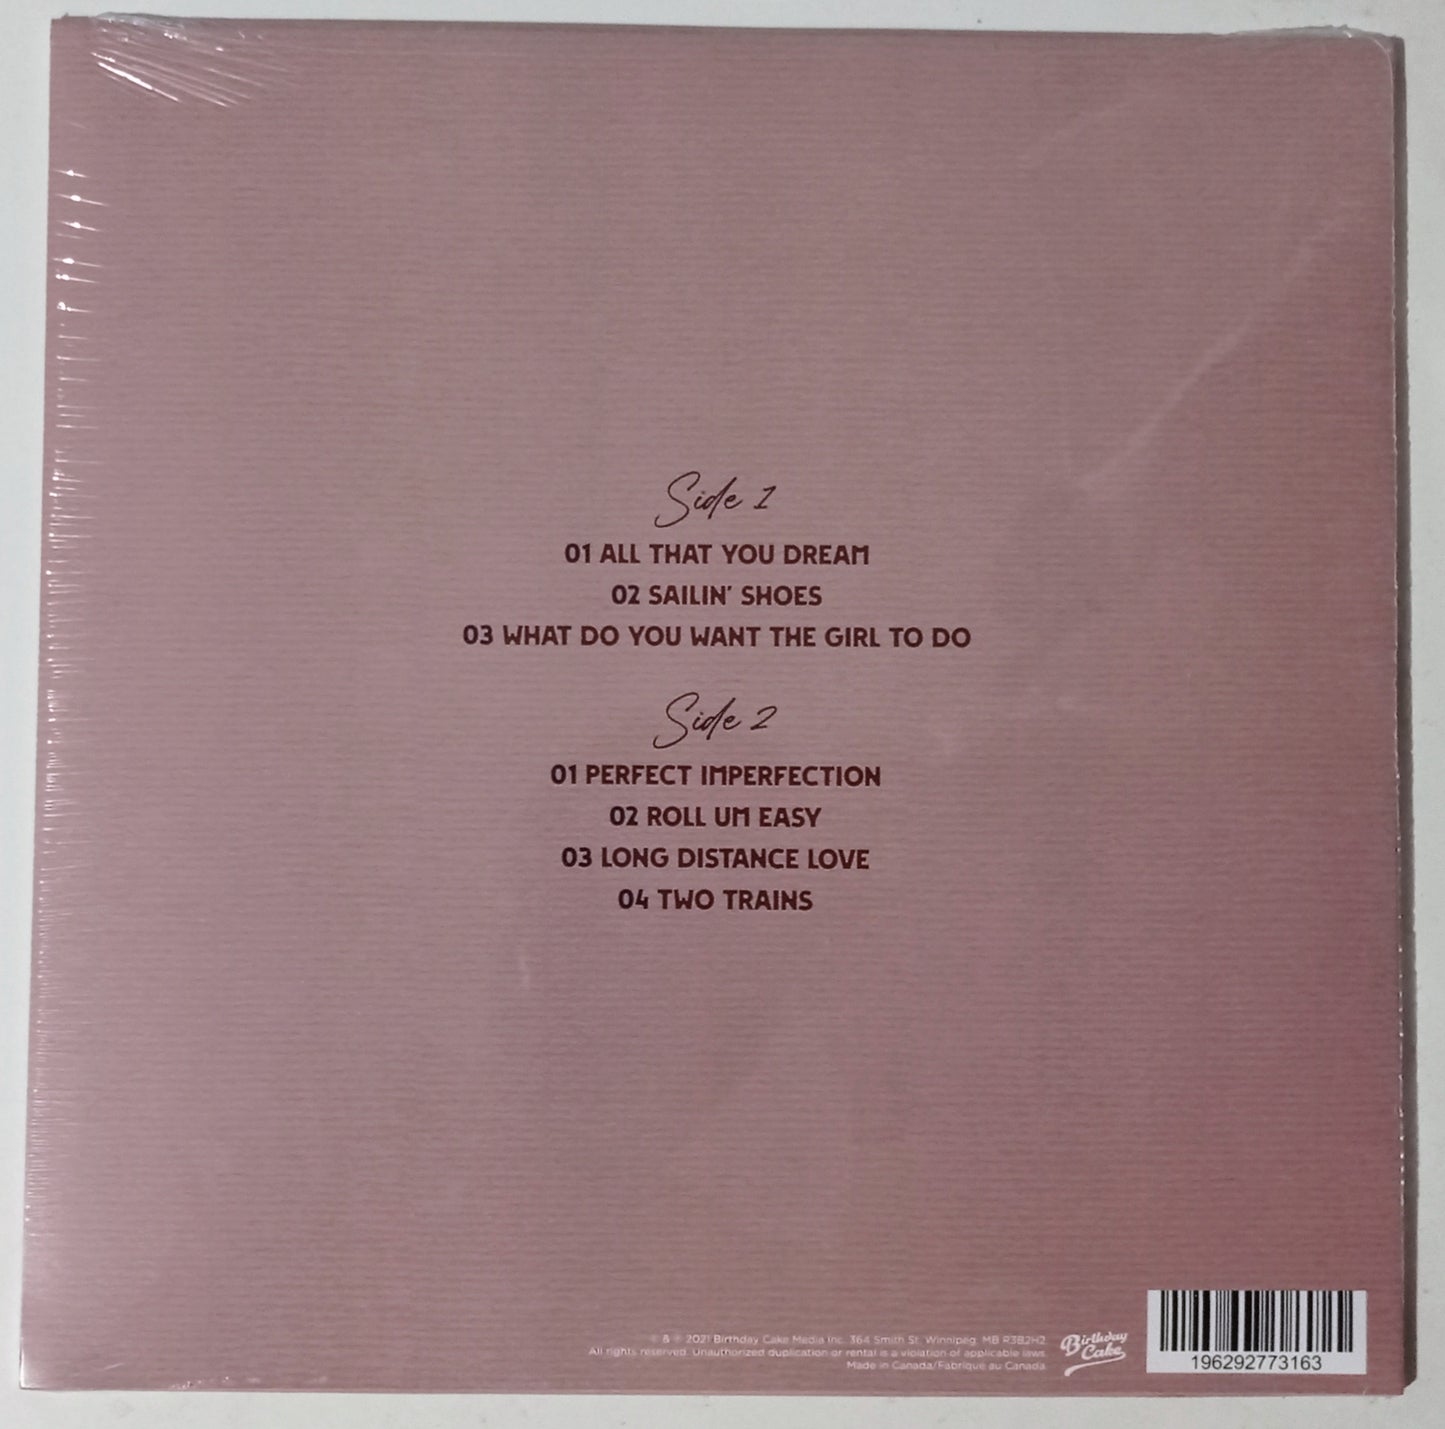 Side 1
01 ALL THAT YOU DREAM
02 SAILIN' SHOES
03 WHAT DO YOU WANT THE GIRL TO DO
Side 2
01 PERFECT IMPERFECTION
02 ROLL UM EASY
03 LONG DISTANCE LOVE
04 TWO TRAINS
© & ℗ 2021 Birthday Cake Media Inc. 364 Smith St. Winnipeg, MB R3B2H2
All rights reserved. Unauthorized duplication or rental is a violation of applicable laws.
Made in Canada/Fabriqué au Canada
Birthday
Cake
196292773163